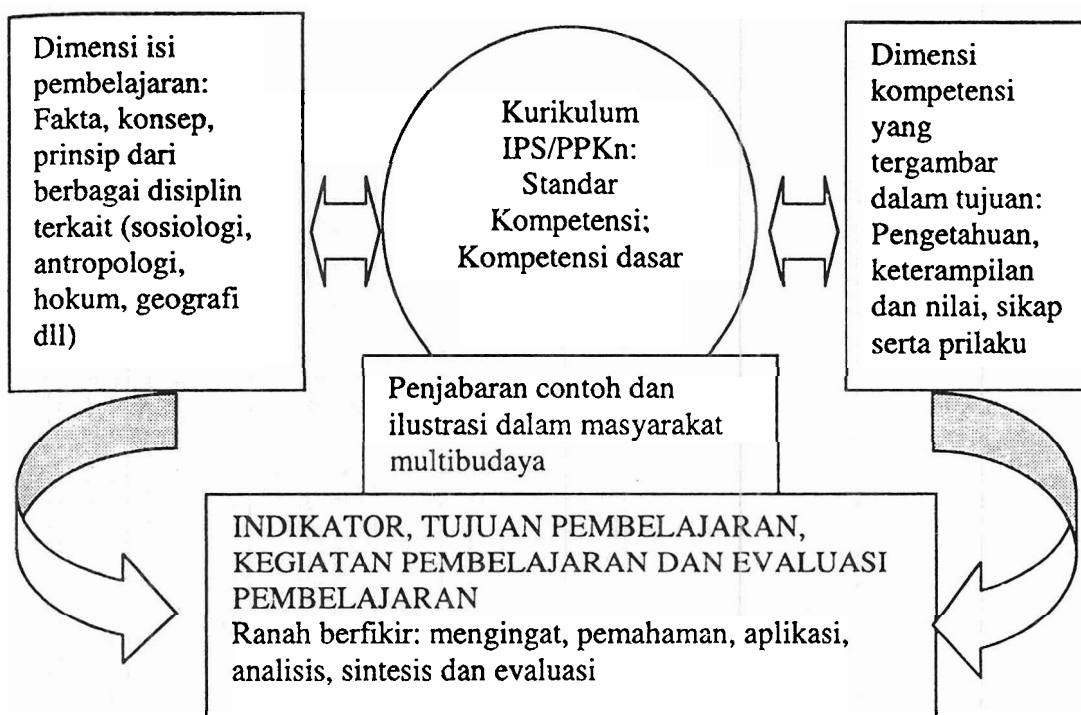 Dimensi isi
pembelajaran:
Fakta, konsep,
prinsip dari
berbagai disiplin
terkait (sosiologi,
antropologi,
hokum, geografi
dll)
Kurikulum
IPS/PPKn:
Standar
Kompetensi;
Kompetensi dasar
Dimensi
kompetensi
yang
tergambar
dalam tujuan:
Pengetahuan,
keterampilan
dan nilai, sikap
serta prilaku
Penjabaran contoh dan
ilustrasi dalam masyarakat
multibudaya
INDIKATOR, TUJUAN PEMBELAJARAN,
KEGIATAN PEMBELAJARAN DAN EVALUASI
PEMBELAJARAN
Ranah berfikir: mengingat, pemahaman, aplikasi,
analisis, sintesis dan evaluasi